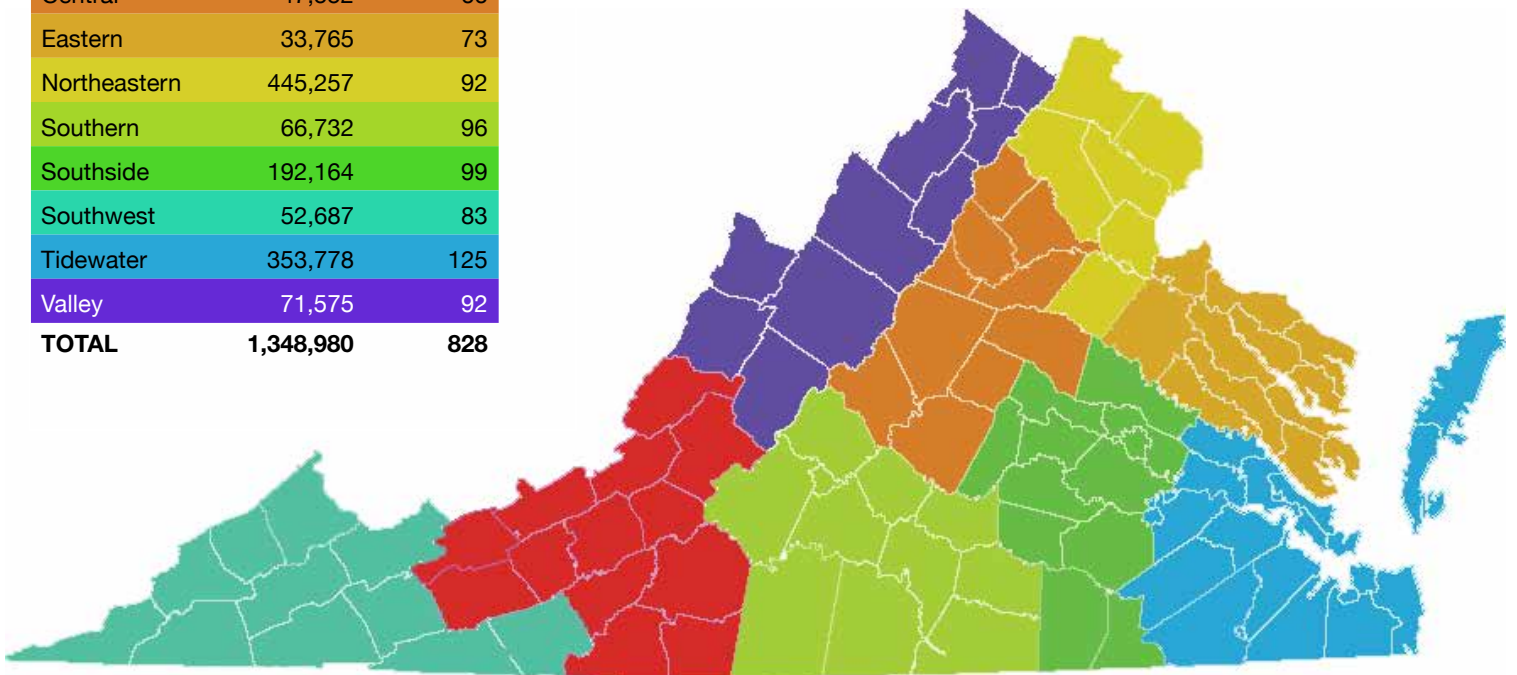 Central
Eastern 33,765 73
Northeastern 445,257 92
Southern 66,732 96
Southside 192,164 99
Southwest 52,687 83
Tidewater 353,778 125
Valley 71,575 92
TOTAL 1,348,980 828